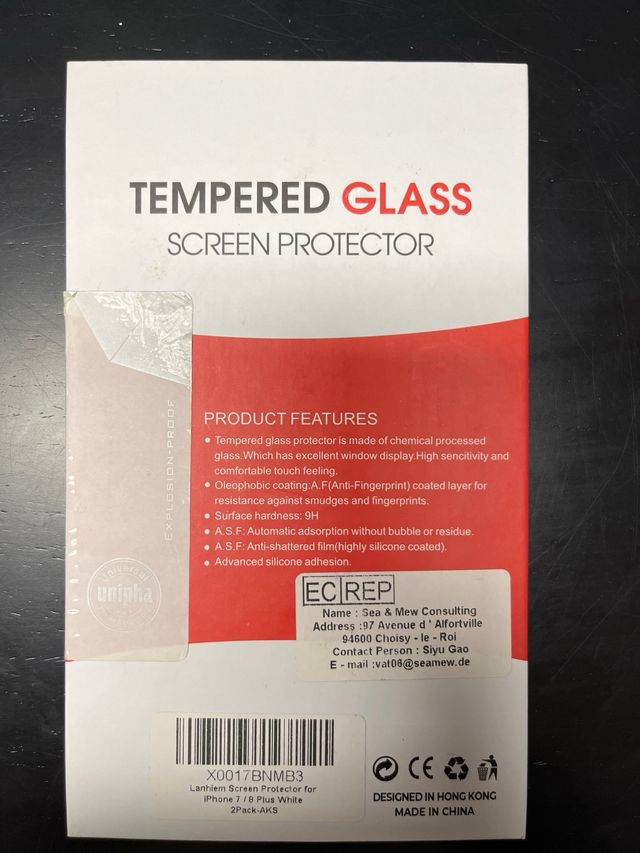 TEMPERED GLASS
SCREEN PROTECTOR
EXPLOSION-PROOF
Universal
unipha
PRODUCT FEATURES
• Tempered glass protector is made of chemical processed
glass.Which has excellent window display.High sencitivity and
comfortable touch feeling.
• Oleophobic coating:A.F(Anti-Fingerprint) coated layer for
resistance against smudges and fingerprints.
• Surface hardness: 9H
• A.S.F: Automatic adsorption without bubble or residue.
• A.S.F: Anti-shattered film(highly silicone coated).
• Advanced silicone adhesion.
EC REP
Name : Sea & Mew Consulting
Address :97 Avenue d ' Alfortville
94600 Choisy - le - Roi
Contact Person : Siyu Gao
E - mail :vat06@seamew.de
X0017BNMB3
Lanhiem Screen Protector for
iPhone 7 / 8 Plus White
2Pack-AKS
CE
DESIGNED IN HONG KONG
MADE IN CHINA